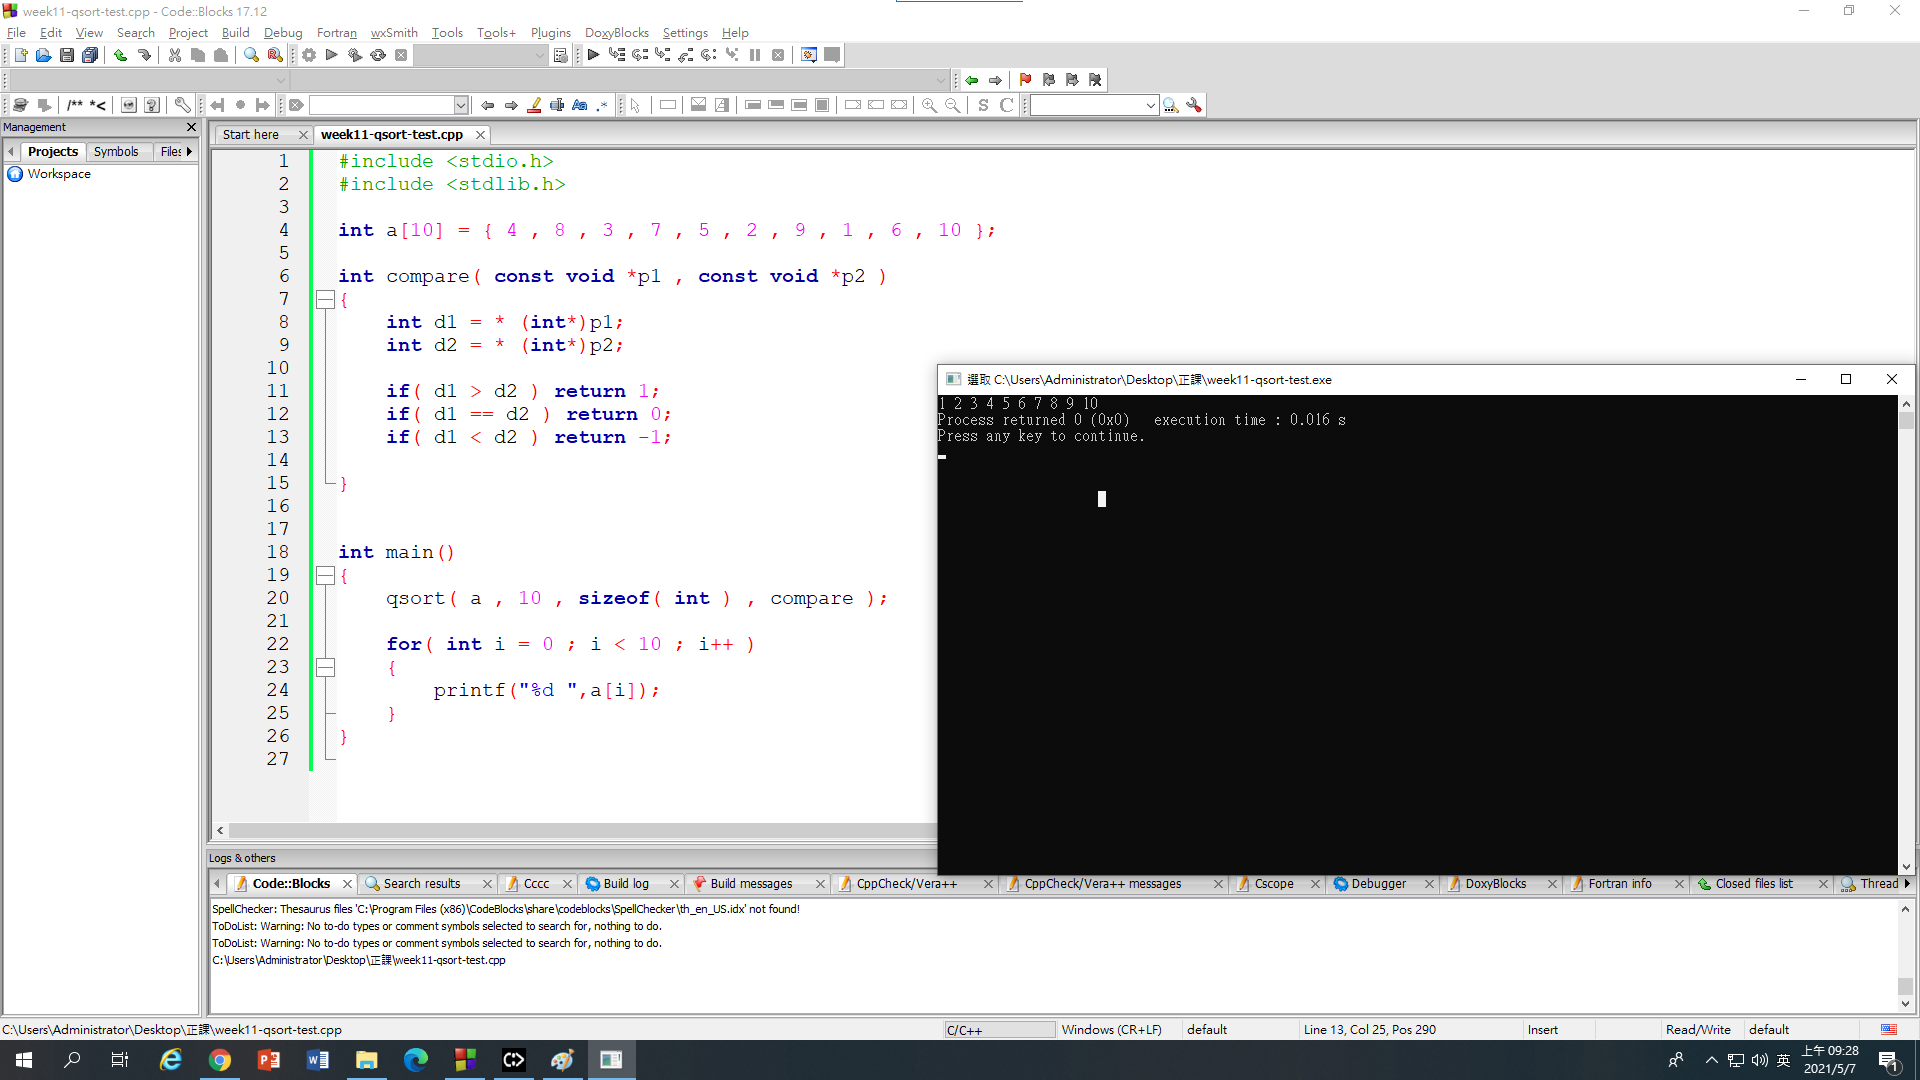 week11-qsort-test.cpp - Code::Blocks 17.12
File Edit View Search Project Build Debug Fortran wxSmith Tools Tools+ Plugins DoxyBlocks Settings Help
/** *<
Aa .*
S C
Management
Projects Symbols Files
Workspace
Start here week11-qsort-test.cpp
1 #include <stdio.h>
2 #include <stdlib.h>
3
4 int a[10] = { 4 , 8 , 3 , 7 , 5 , 2 , 9 , 1 , 6 , 10 };
5
6 int compare( const void *p1 , const void *p2 )
7 {
8 int d1 = * (int*)p1;
9 int d2 = * (int*)p2;
10
11 if( d1 > d2 ) return 1;
12 if( d1 == d2 ) return 0;
13 if( d1 < d2 ) return -1;
14
15 }
16
17
18 int main()
19 {
20 qsort( a , 10 , sizeof( int ) , compare );
21
22 for( int i = 0 ; i < 10 ; i++ )
23 {
24 printf("%d ",a[i]);
25 }
26 }
27
選取 C:\Users\Administrator\Desktop\正課\week11-qsort-test.exe
1 2 3 4 5 6 7 8 9 10
Process returned 0 (0x0) execution time : 0.016 s
Press any key to continue.
Logs & others
Code::Blocks Search results Cccc Build log Build messages CppCheck/Vera++ CppCheck/Vera++ messages Cscope Debugger DoxyBlocks Fortran info Closed files list Thread
SpellChecker: Thesaurus files 'C:\Program Files (x86)\CodeBlocks\share\codeblocks\SpellChecker\th_en_US.idx' not found!
ToDoList: Warning: No to-do types or comment symbols selected to search for, nothing to do.
ToDoList: Warning: No to-do types or comment symbols selected to search for, nothing to do.
C:\Users\Administrator\Desktop\正課\week11-qsort-test.cpp
C:\Users\Administrator\Desktop\正課\week11-qsort-test.cpp C/C++ Windows (CR+LF) default Line 13, Col 25, Pos 290 Insert Read/Write default
英 上午 09:28
2021/5/7
1